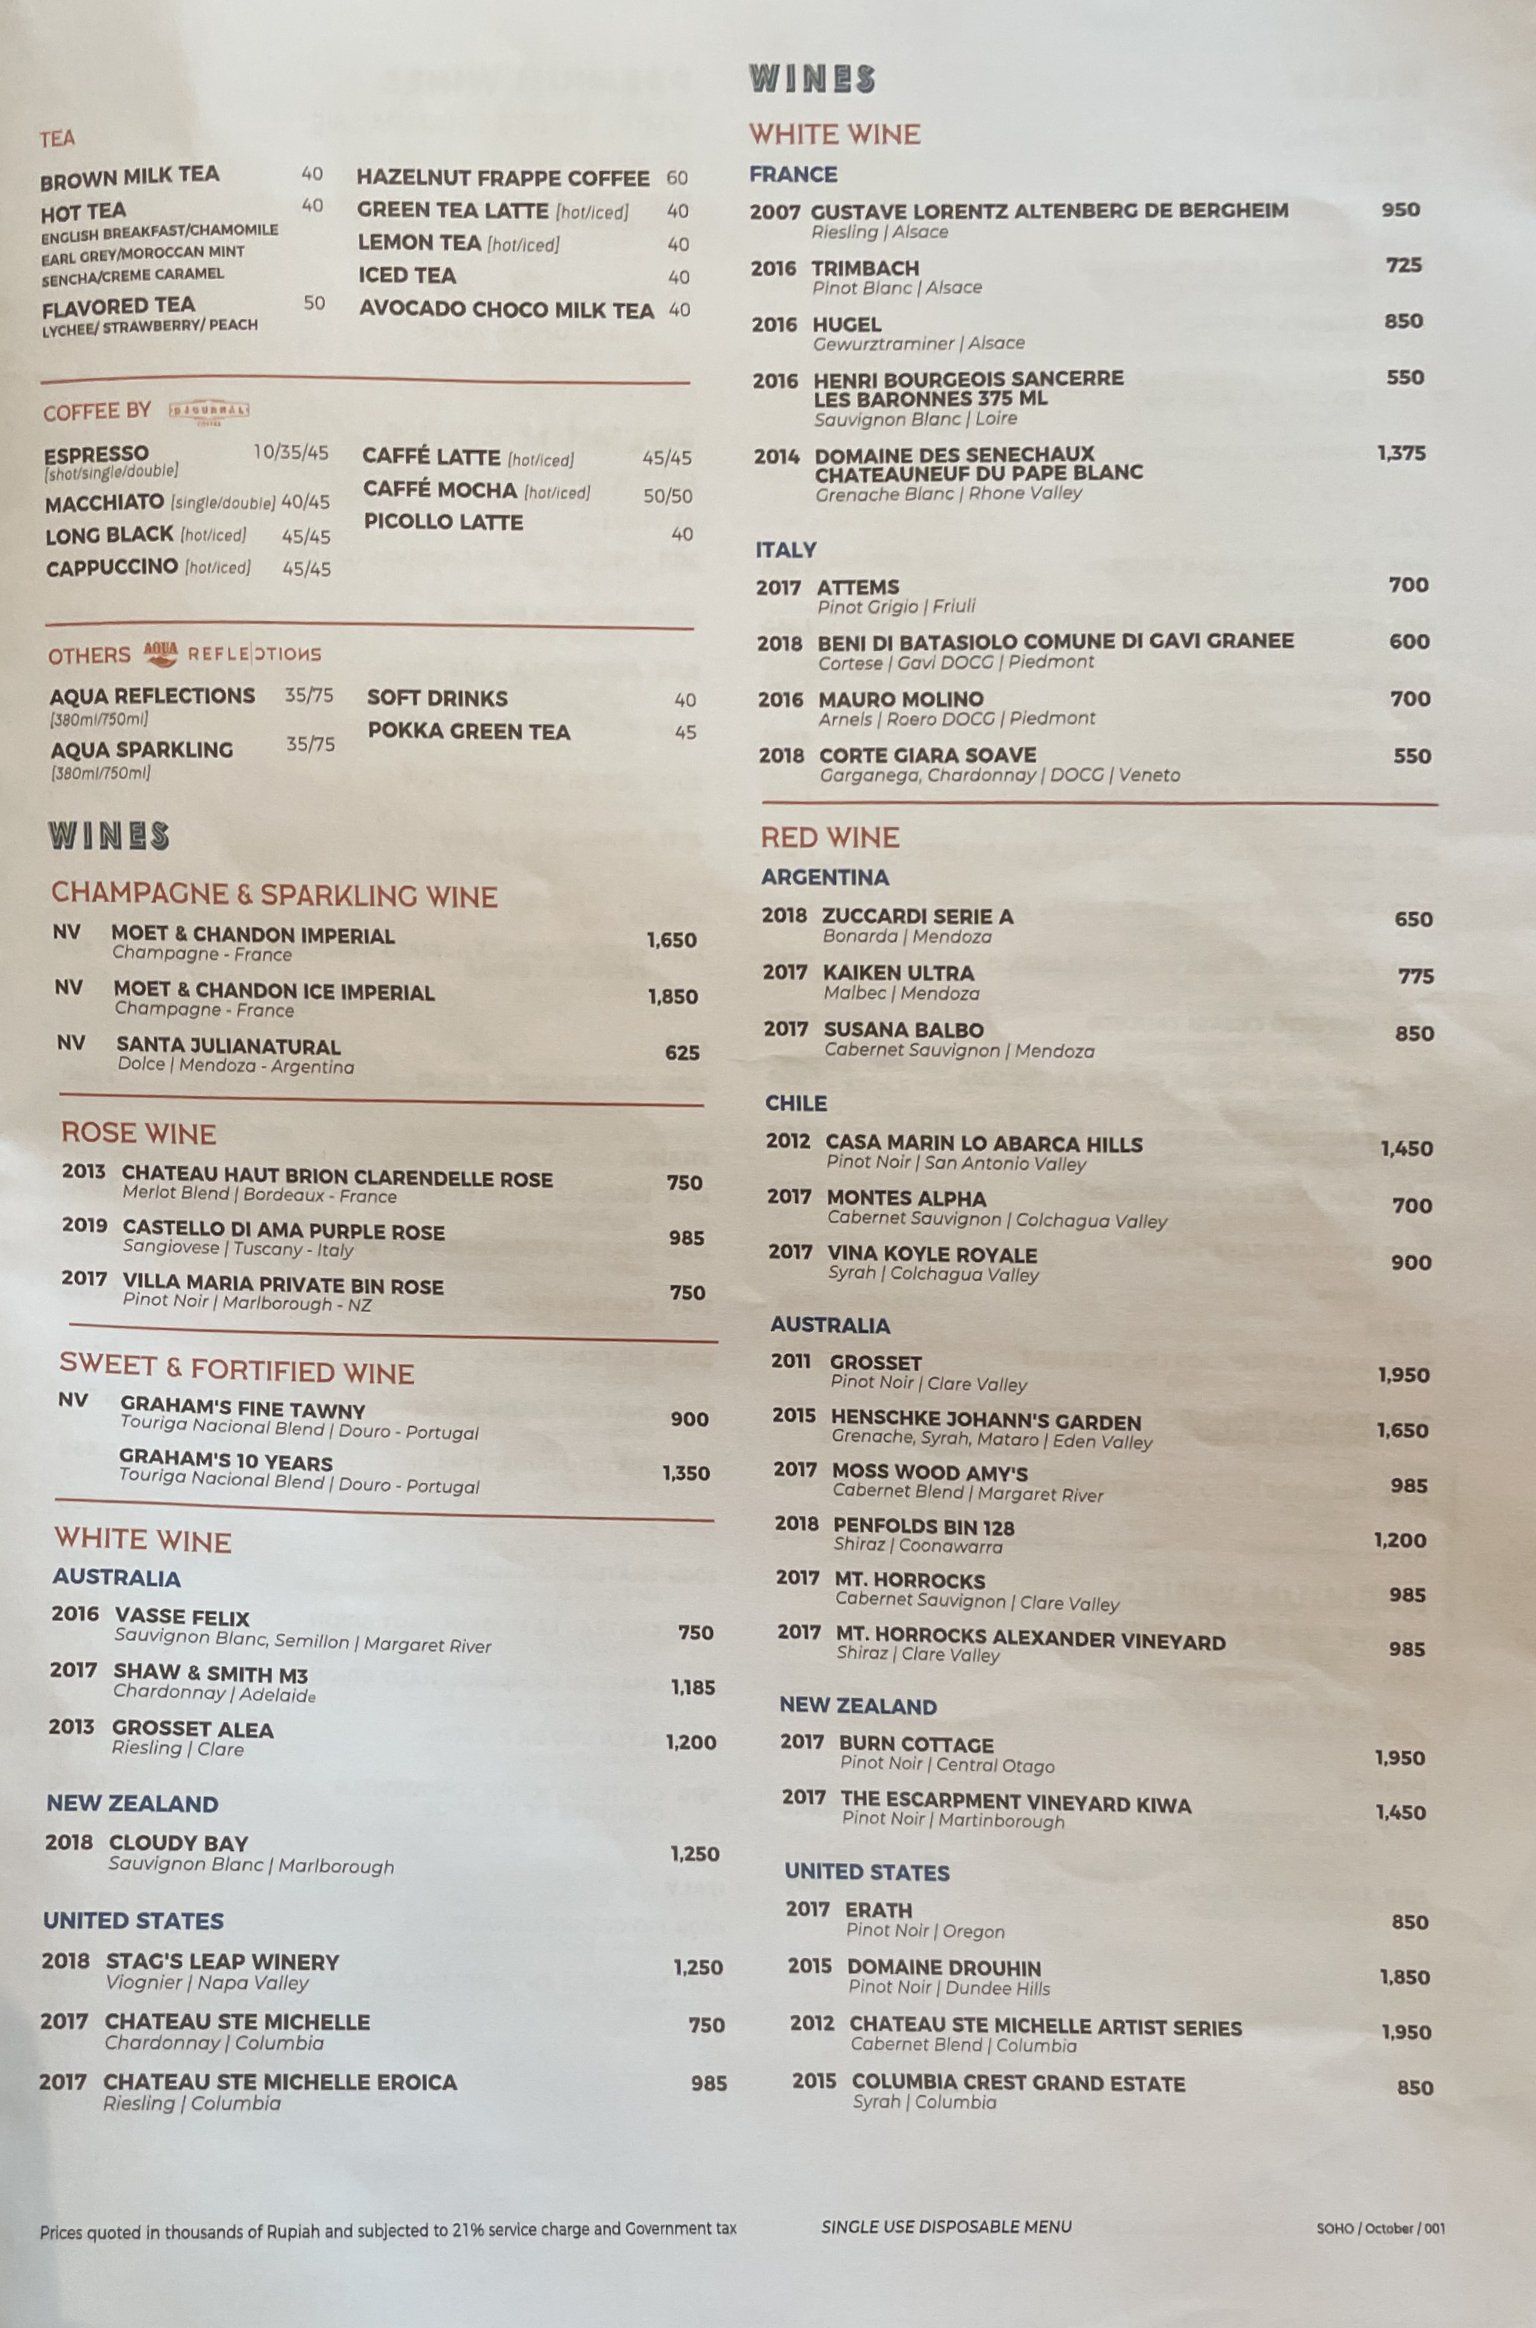 TEA
BROWN MILK TEA 40
HOT TEA 40
ENGLISH BREAKFAST/CHAMOMILE
EARL GREY/MOROCCAN MINT
SENCHA/CREME CARAMEL
FLAVORED TEA 50
LYCHEE/ STRAWBERRY/ PEACH
HAZELNUT FRAPPE COFFEE 60
GREEN TEA LATTE [hot/iced] 40
LEMON TEA [hot/iced] 40
ICED TEA 40
AVOCADO CHOCO MILK TEA 40
COFFEE BY DJOURNAL
COFFEE
ESPRESSO 10/35/45
[shot/single/double]
MACCHIATO [single/double] 40/45
LONG BLACK [hot/iced] 45/45
CAPPUCCINO [hot/iced] 45/45
CAFFÉ LATTE [hot/iced] 45/45
CAFFÉ MOCHA [hot/iced] 50/50
PICOLLO LATTE 40
OTHERS AQUA REFLECTIONS
AQUA REFLECTIONS 35/75
[380ml/750ml]
AQUA SPARKLING 35/75
[380ml/750ml]
SOFT DRINKS 40
POKKA GREEN TEA 45
WINES
CHAMPAGNE & SPARKLING WINE
NV MOET & CHANDON IMPERIAL 1,650
Champagne - France
NV MOET & CHANDON ICE IMPERIAL 1,850
Champagne - France
NV SANTA JULIANATURAL 625
Dolce | Mendoza - Argentina
ROSE WINE
2013 CHATEAU HAUT BRION CLARENDELLE ROSE 750
Merlot Blend | Bordeaux - France
2019 CASTELLO DI AMA PURPLE ROSE 985
Sangiovese | Tuscany - Italy
2017 VILLA MARIA PRIVATE BIN ROSE 750
Pinot Noir | Marlborough - NZ
SWEET & FORTIFIED WINE
NV GRAHAM'S FINE TAWNY 900
Touriga Nacional Blend | Douro - Portugal
GRAHAM'S 10 YEARS 1,350
Touriga Nacional Blend | Douro - Portugal
WHITE WINE
AUSTRALIA
2016 VASSE FELIX 750
Sauvignon Blanc, Semillon | Margaret River
2017 SHAW & SMITH M3 1,185
Chardonnay | Adelaide
2013 GROSSET ALEA 1,200
Riesling | Clare
NEW ZEALAND
2018 CLOUDY BAY 1,250
Sauvignon Blanc | Marlborough
UNITED STATES
2018 STAG'S LEAP WINERY 1,250
Viognier | Napa Valley
2017 CHATEAU STE MICHELLE 750
Chardonnay | Columbia
2017 CHATEAU STE MICHELLE EROICA 985
Riesling | Columbia
WINES
WHITE WINE
FRANCE
2007 GUSTAVE LORENTZ ALTENBERG DE BERGHEIM 950
Riesling | Alsace
2016 TRIMBACH 725
Pinot Blanc | Alsace
2016 HUGEL 850
Gewurztraminer | Alsace
2016 HENRI BOURGEOIS SANCERRE 550
LES BARONNES 375 ML
Sauvignon Blanc | Loire
2014 DOMAINE DES SENECHAUX 1,375
CHATEAUNEUF DU PAPE BLANC
Grenache Blanc | Rhone Valley
ITALY
2017 ATTEMS 700
Pinot Grigio | Friuli
2018 BENI DI BATASIOLO COMUNE DI GAVI GRANEE 600
Cortese | Gavi DOCG | Piedmont
2016 MAURO MOLINO 700
Arneis | Roero DOCG | Piedmont
2018 CORTE GIARA SOAVE 550
Garganega, Chardonnay | DOCG | Veneto
RED WINE
ARGENTINA
2018 ZUCCARDI SERIE A 650
Bonarda | Mendoza
2017 KAIKEN ULTRA 775
Malbec | Mendoza
2017 SUSANA BALBO 850
Cabernet Sauvignon | Mendoza
CHILE
2012 CASA MARIN LO ABARCA HILLS 1,450
Pinot Noir | San Antonio Valley
2017 MONTES ALPHA 700
Cabernet Sauvignon | Colchagua Valley
2017 VINA KOYLE ROYALE 900
Syrah | Colchagua Valley
AUSTRALIA
2011 GROSSET 1,950
Pinot Noir | Clare Valley
2015 HENSCHKE JOHANN'S GARDEN 1,650
Grenache, Syrah, Mataro | Eden Valley
2017 MOSS WOOD AMY'S 985
Cabernet Blend | Margaret River
2018 PENFOLDS BIN 128 1,200
Shiraz | Coonawarra
2017 MT. HORROCKS 985
Cabernet Sauvignon | Clare Valley
2017 MT. HORROCKS ALEXANDER VINEYARD 985
Shiraz | Clare Valley
NEW ZEALAND
2017 BURN COTTAGE 1,950
Pinot Noir | Central Otago
2017 THE ESCARPMENT VINEYARD KIWA 1,450
Pinot Noir | Martinborough
UNITED STATES
2017 ERATH 850
Pinot Noir | Oregon
2015 DOMAINE DROUHIN 1,850
Pinot Noir | Dundee Hills
2012 CHATEAU STE MICHELLE ARTIST SERIES 1,950
Cabernet Blend | Columbia
2015 COLUMBIA CREST GRAND ESTATE 850
Syrah | Columbia
Prices quoted in thousands of Rupiah and subjected to 21% service charge and Government tax
SINGLE USE DISPOSABLE MENU
SOHO / October / 001